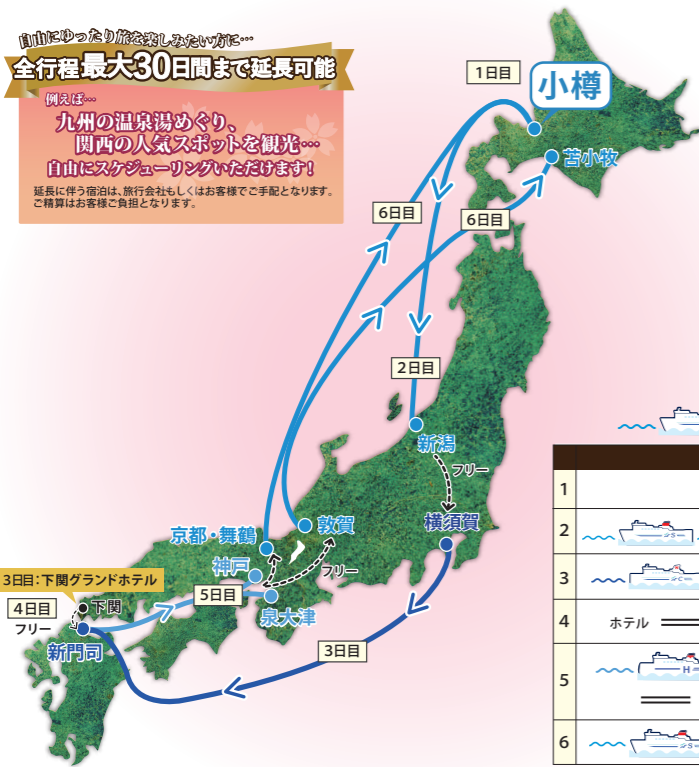 自由にゆったり旅を楽しみたい方に…
全行程最大30日間まで延長可能
例えば…
九州の温泉湯めぐり、
関西の人気スポットを観光…
自由にスケジューリングいただけます!
延長に伴う宿泊は、旅行会社もしくはお客様でご手配となります。
ご精算はお客様ご負担となります。
1日目
小樽
苫小牧
6日目
6日目
2日目
新潟
フリー
横須賀
敦賀
京都・舞鶴
神戸
フリー
3日目:下関グランドホテル
5日目
4日目
下関
泉大津
フリー
新門司
3日目
1
2
S
3
C
4
ホテル
5
H
6
S